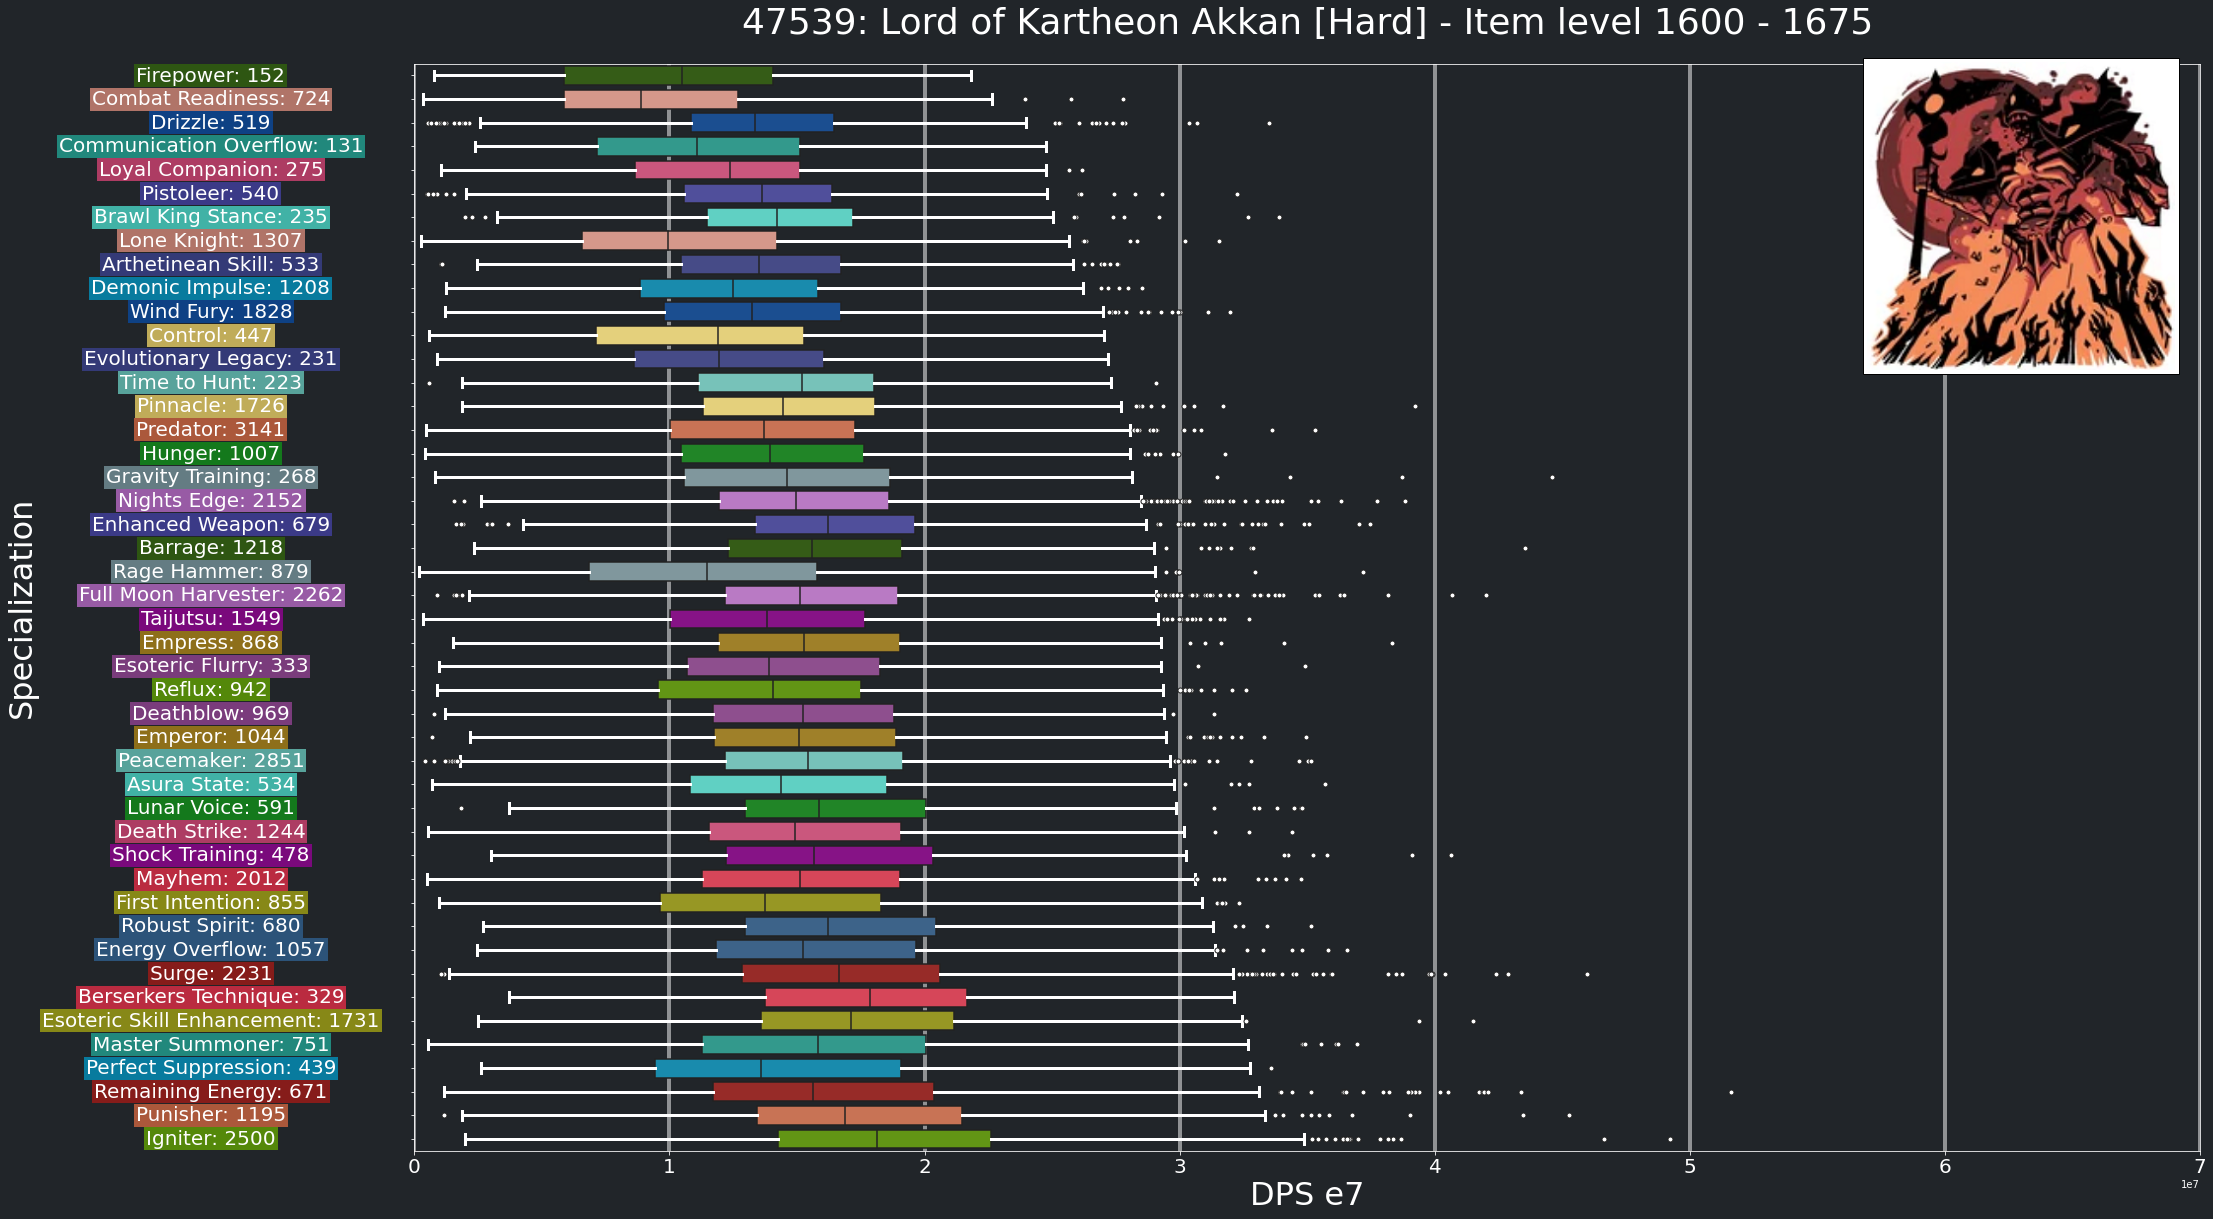 47539: Lord of Kartheon Akkan [Hard] - Item level 1600 - 1675
Specialization
Firepower: 152
Combat Readiness: 724
Drizzle: 519
Communication Overflow: 131
Loyal Companion: 275
Pistoleer: 540
Brawl King Stance: 235
Lone Knight: 1307
Arthetinean Skill: 533
Demonic Impulse: 1208
Wind Fury: 1828
Control: 447
Evolutionary Legacy: 231
Time to Hunt: 223
Pinnacle: 1726
Predator: 3141
Hunger: 1007
Gravity Training: 268
Nights Edge: 2152
Enhanced Weapon: 679
Barrage: 1218
Rage Hammer: 879
Full Moon Harvester: 2262
Taijutsu: 1549
Empress: 868
Esoteric Flurry: 333
Reflux: 942
Deathblow: 969
Emperor: 1044
Peacemaker: 2851
Asura State: 534
Lunar Voice: 591
Death Strike: 1244
Shock Training: 478
Mayhem: 2012
First Intention: 855
Robust Spirit: 680
Energy Overflow: 1057
Surge: 2231
Berserkers Technique: 329
Esoteric Skill Enhancement: 1731
Master Summoner: 751
Perfect Suppression: 439
Remaining Energy: 671
Punisher: 1195
Igniter: 2500
0 1 2 3 4 5 6 7
1e7
DPS e7